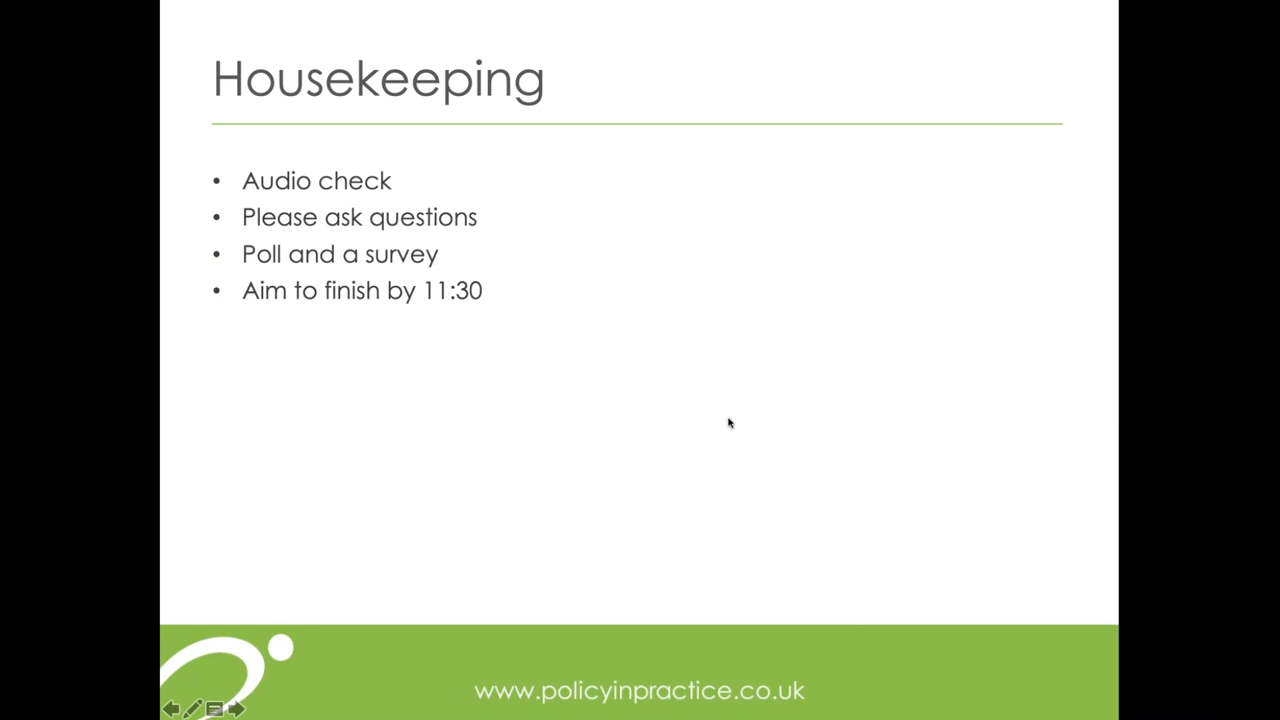 Housekeeping
• Audio check
• Please ask questions
• Poll and a survey
• Aim to finish by 11:30
www.policyinpractice.co.uk